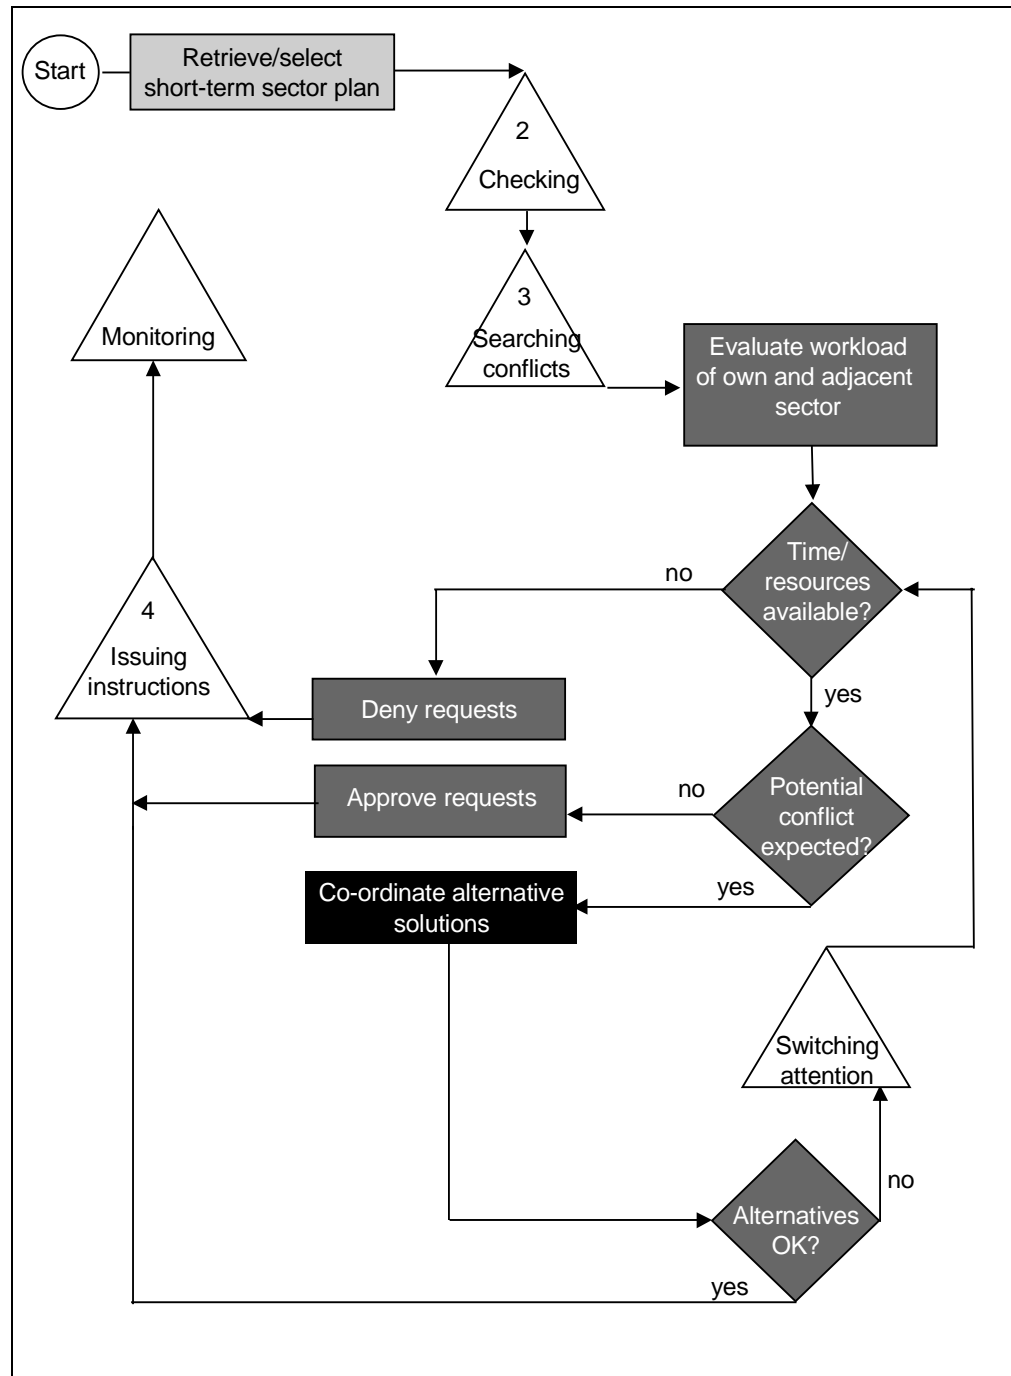 Start
Retrieve/select
short-term sector plan
2
Checking
3
Searching
conflicts
Monitoring
Evaluate workload
of own and adjacent
sector
Time/
resources
available?
no
yes
4
Issuing
instructions
Deny requests
Approve requests
no
Potential
conflict
expected?
yes
Co-ordinate alternative
solutions
Switching
attention
no
Alternatives
OK?
yes